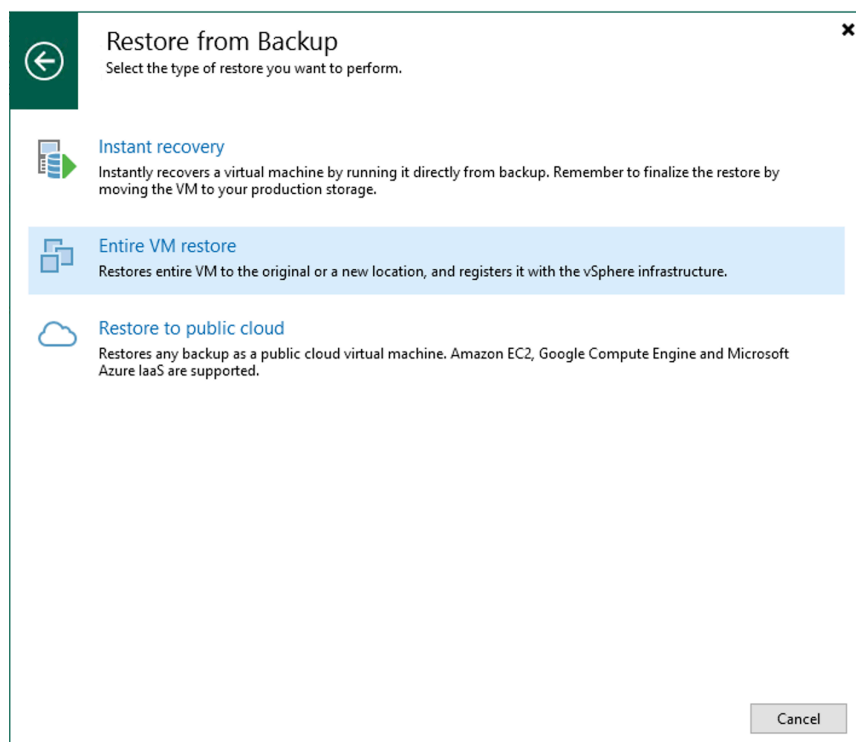 Restore from Backup
Select the type of restore you want to perform.
Instant recovery
Instantly recovers a virtual machine by running it directly from backup. Remember to finalize the restore by
moving the VM to your production storage.
Entire VM restore
Restores entire VM to the original or a new location, and registers it with the vSphere infrastructure.
Restore to public cloud
Restores any backup as a public cloud virtual machine. Amazon EC2, Google Compute Engine and Microsoft
Azure IaaS are supported.
Cancel